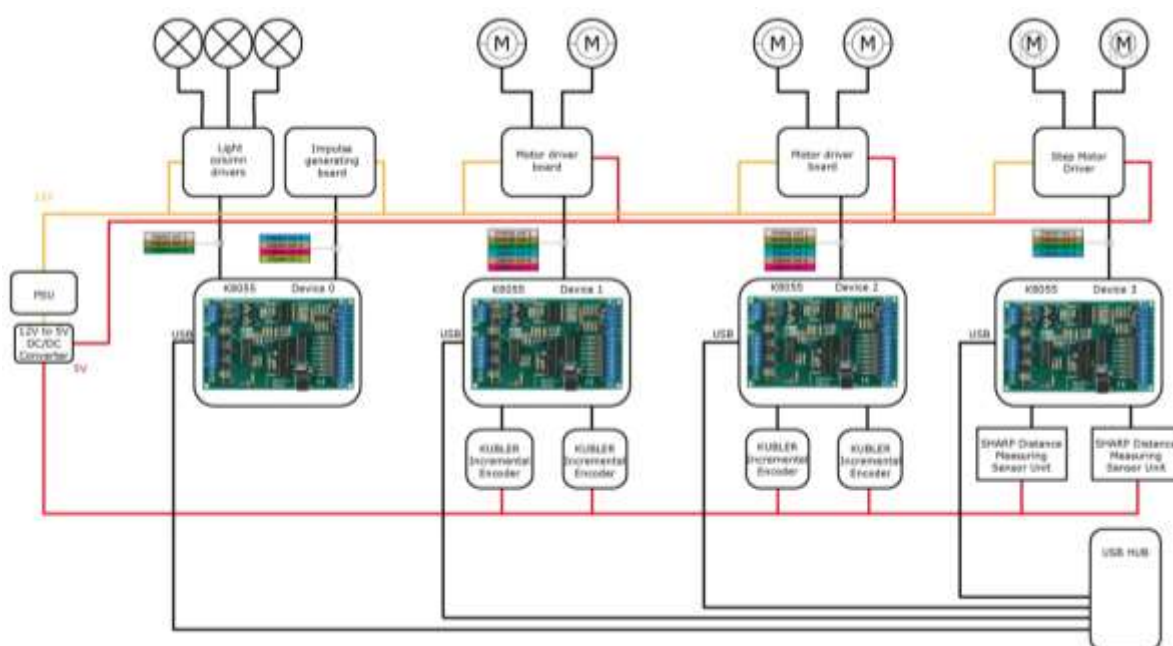 M
M
M
M
M
M
Light
column
drivers
Impulse
generating
board
Motor driver
board
Motor driver
board
Step Motor
Driver
12V
PSU
12V to 5V
DC/DC
Converter
5V
K8055 Device 0
K8055 Device 1
K8055 Device 2
K8055 Device 3
USB
USB
USB
USB
KUBLER
Incremental
Encoder
KUBLER
Incremental
Encoder
KUBLER
Incremental
Encoder
KUBLER
Incremental
Encoder
SHARP Distance
Measuring
Sensor Unit
SHARP Distance
Measuring
Sensor Unit
USB HUB